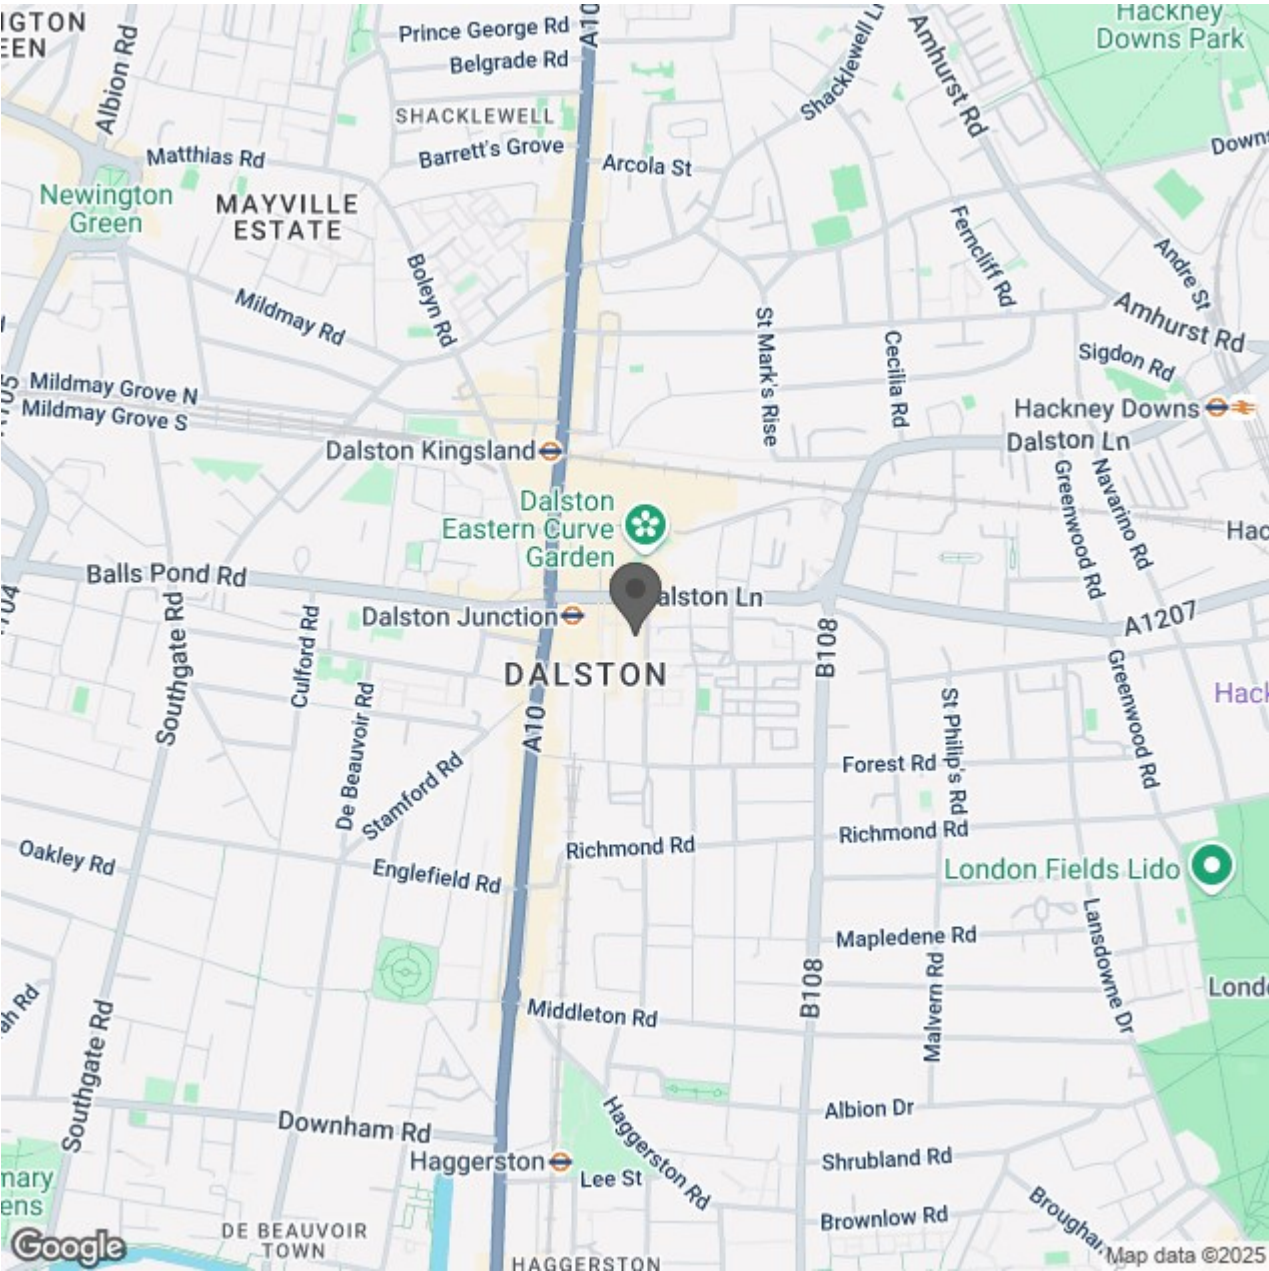 Prince George Rd
A10
Belgrade Rd
Hackney
Downs Park
Albion Rd
SHACKLEWELL
Shacklewell Ln
Amhurst Rd
Matthias Rd
Barrett's Grove
Arcola St
Downs
Newington
Green
MAYVILLE
ESTATE
Ferncliff Rd
Andre St
Boleyn Rd
Mildmay Rd
St Mark's Rise
Cecilia Rd
Amhurst Rd
Sigdon Rd
Mildmay Grove N
Mildmay Grove S
Hackney Downs
Dalston Kingsland
Dalston Ln
Greenwood Rd
Navarino Rd
Dalston
Eastern Curve
Garden
Hac
Balls Pond Rd
alston Ln
Dalston Junction
A1207
Southgate Rd
Culford Rd
B108
DALSTON
De Beauvoir Rd
A10
St Philip's Rd
Greenwood Rd
Hack
Stamford Rd
Forest Rd
Richmond Rd
Richmond Rd
Oakley Rd
Englefield Rd
London Fields Lido
Mapledene Rd
Lansdowne Dr
B108
Malvern Rd
Lond
Middleton Rd
Southgate Rd
Downham Rd
Haggerston Rd
Albion Dr
Haggerston
Lee St
Shrubland Rd
DE BEAUVOIR
TOWN
Brownlow Rd
HAGGERSTON
Google
Map data ©2025